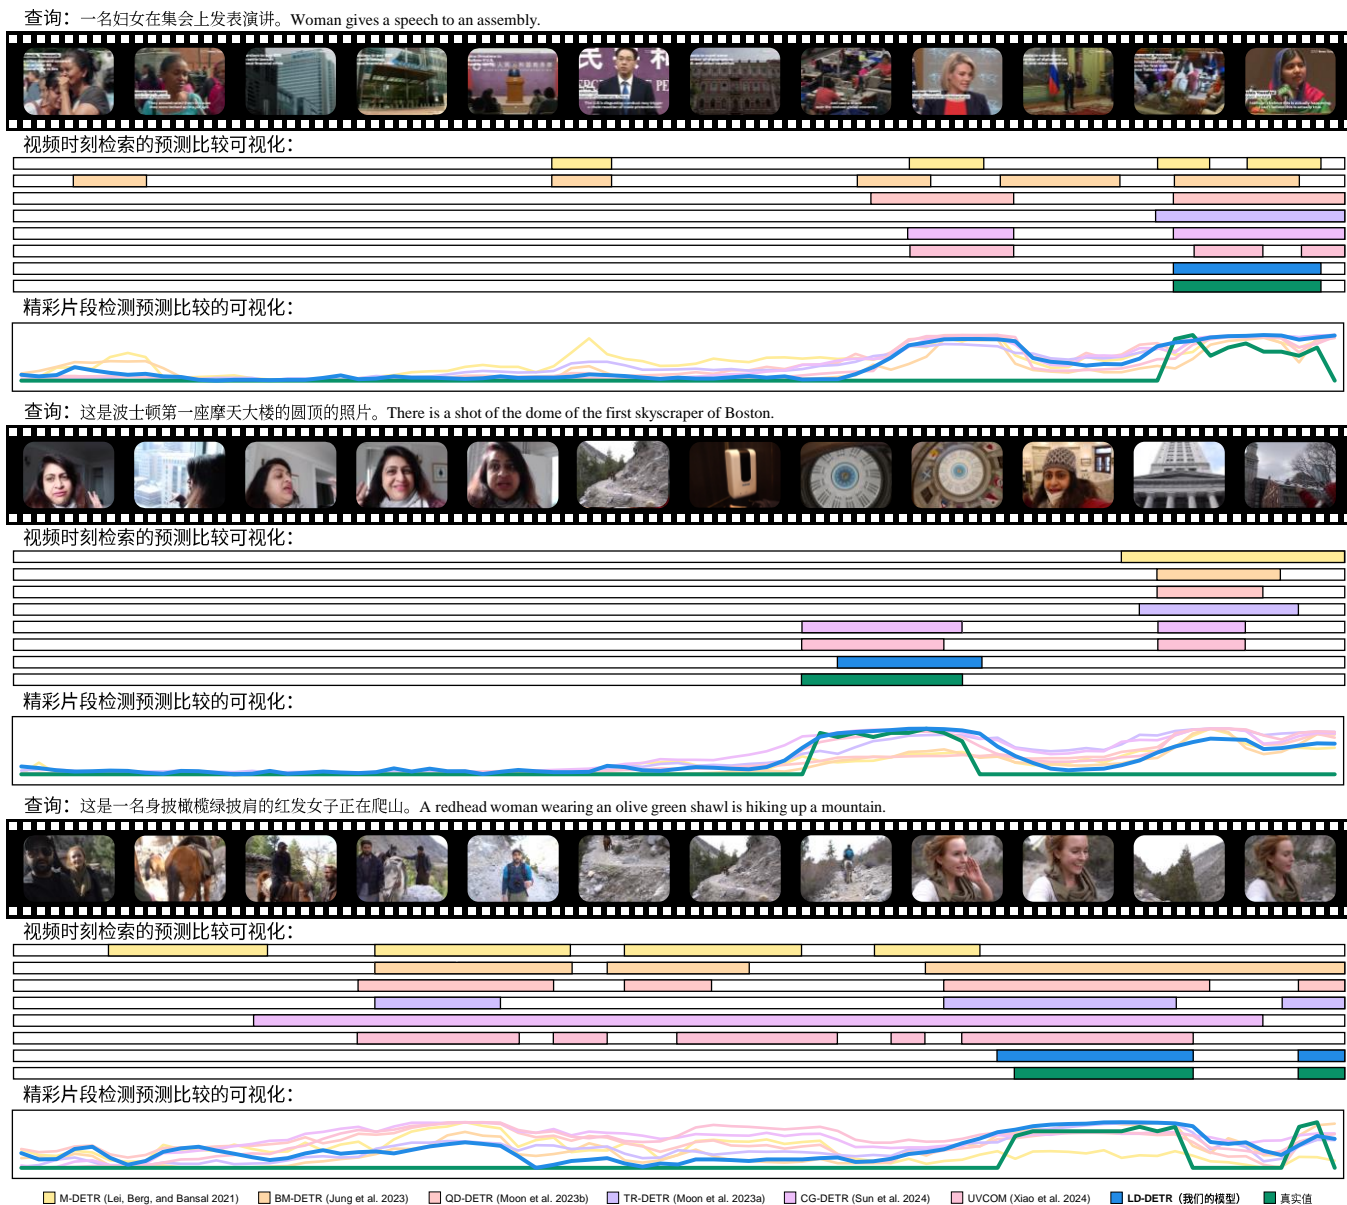 查询：一名妇女在集会上发表演讲。Woman gives a speech to an assembly.
视频时刻检索的预测比较可视化：
精彩片段检测预测比较的可视化：
查询：这是波士顿第一座摩天大楼的圆顶的照片。There is a shot of the dome of the first skyscraper of Boston.
视频时刻检索的预测比较可视化：
精彩片段检测预测比较的可视化：
查询：这是一名身披橄榄绿披肩的红发女子正在爬山。A redhead woman wearing an olive green shawl is hiking up a mountain.
视频时刻检索的预测比较可视化：
精彩片段检测预测比较的可视化：
M-DETR (Lei, Berg, and Bansal 2021) BM-DETR (Jung et al. 2023) QD-DETR (Moon et al. 2023b) TR-DETR (Moon et al. 2023a) CG-DETR (Sun et al. 2024) UVCOM (Xiao et al. 2024) LD-DETR（我们的模型） 真实值